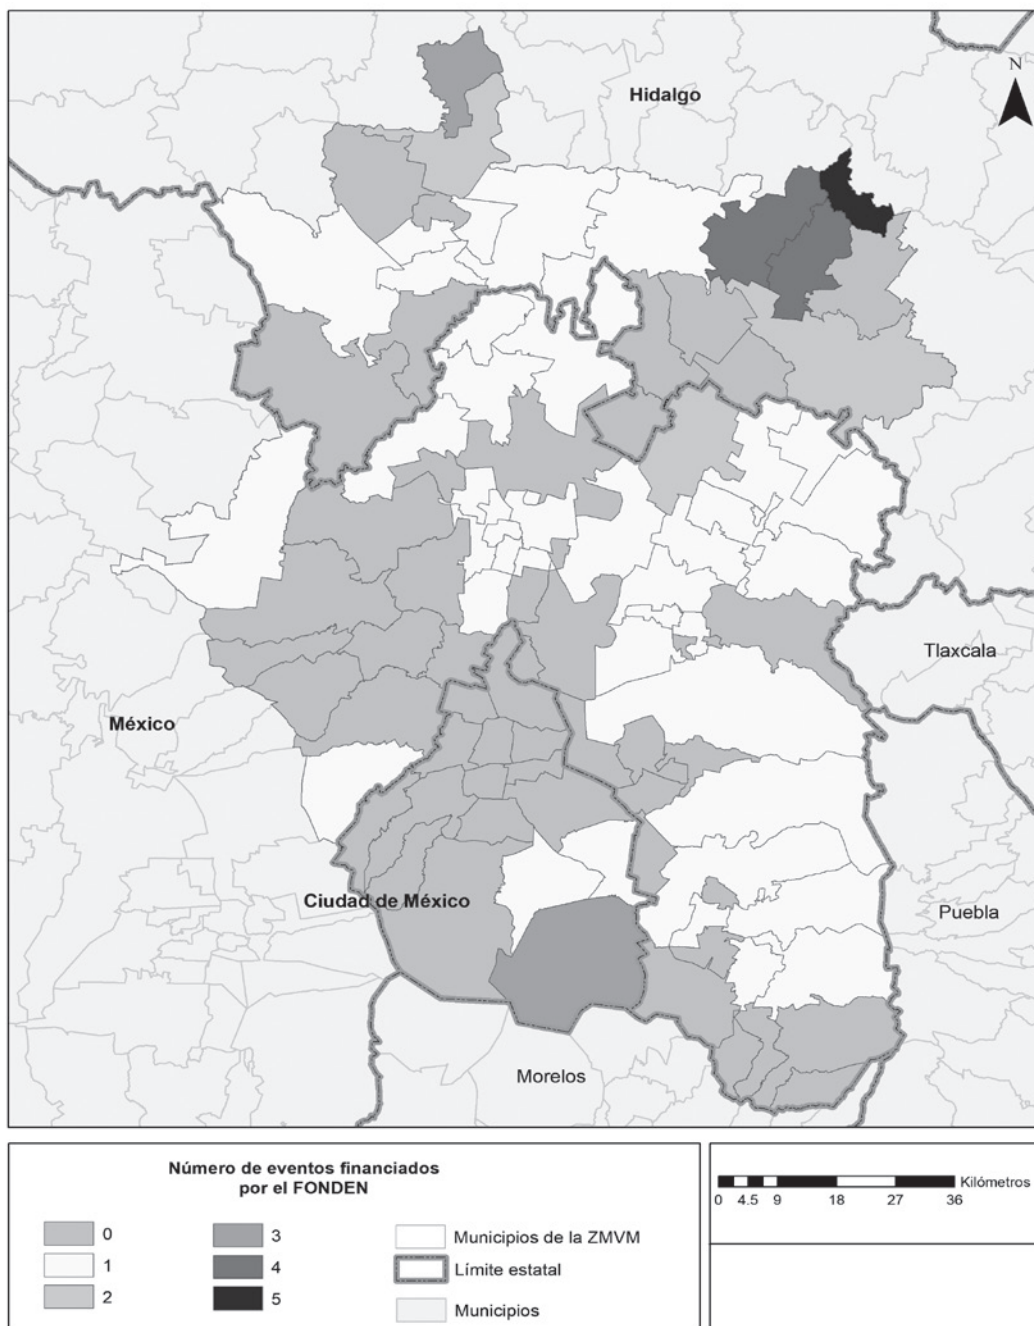 Hidalgo
N
Tlaxcala
México
Ciudad de México
Puebla
Morelos
Número de eventos financiados
por el FONDEN
0
1
2
3
4
5
Municipios de la ZMVM
Límite estatal
Municipios
Kilómetros
0 4.5 9 18 27 36